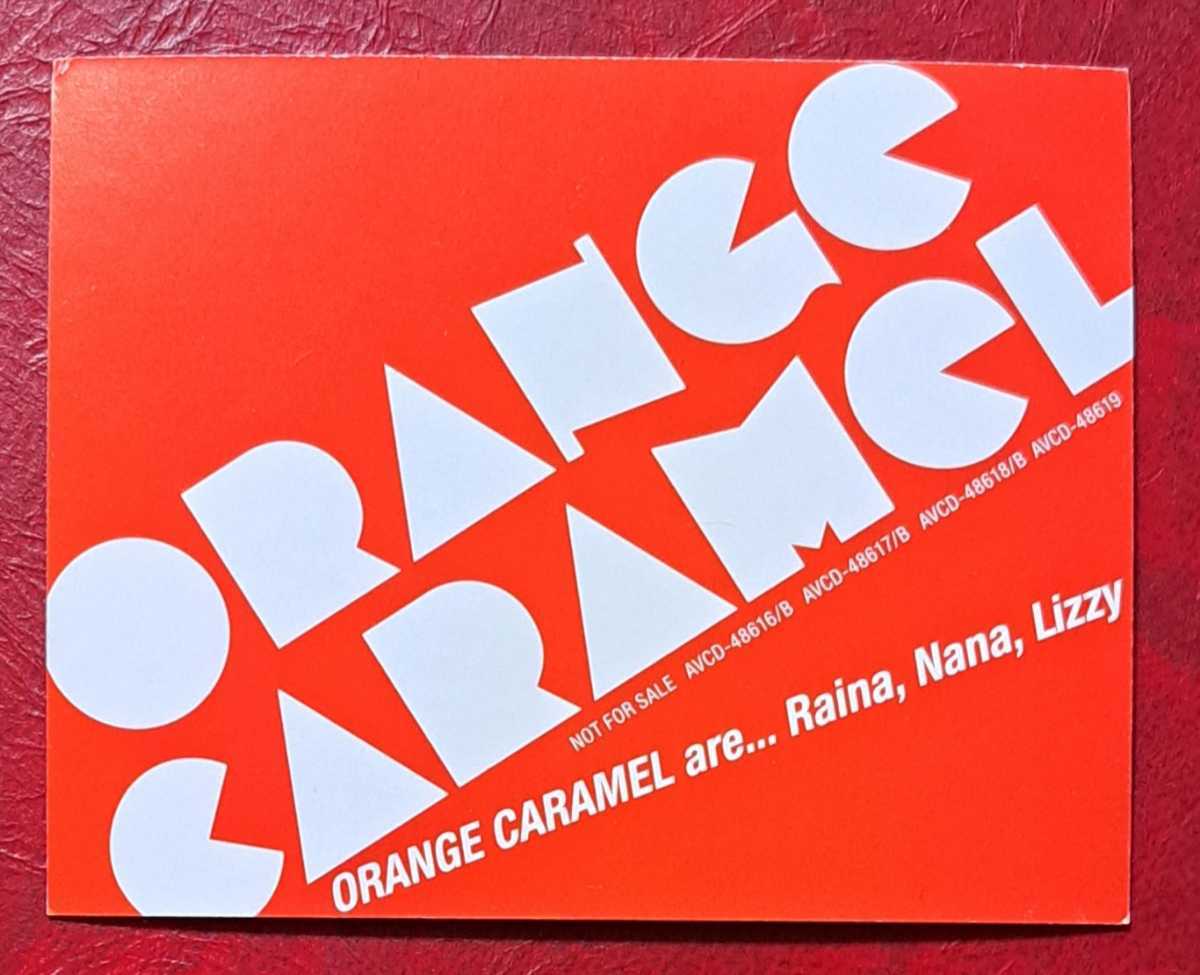 ORANGE
CARAMEL
NOT FOR SALE AVCD-48616/B AVCD-48617/B AVCD-48618/B AVCD-48619
ORANGE CARAMEL are... Raina, Nana, Lizzy